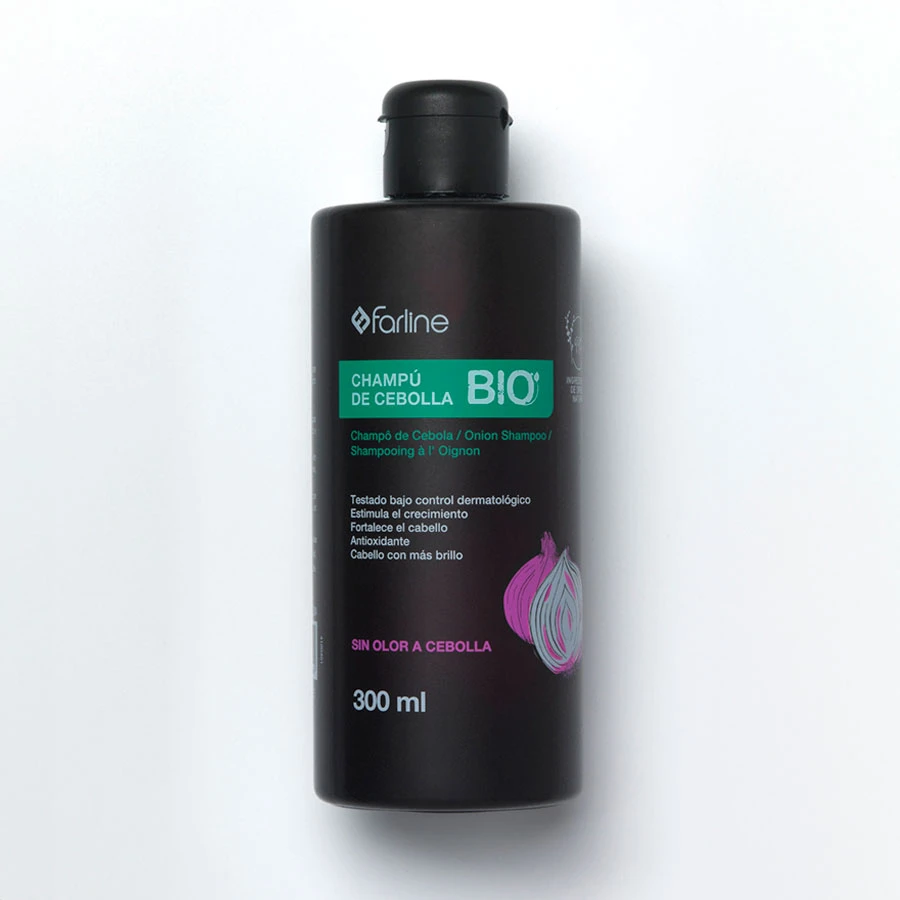 farline
CHAMPÚ
DE CEBOLLA
BIO
Champô de Cebola / Onion Shampoo /
Shampooing à l' Oignon
Testado bajo control dermatológico
Estimula el crecimiento
Fortalece el cabello
Antioxidante
Cabello con más brillo
SIN OLOR A CEBOLLA
300 ml